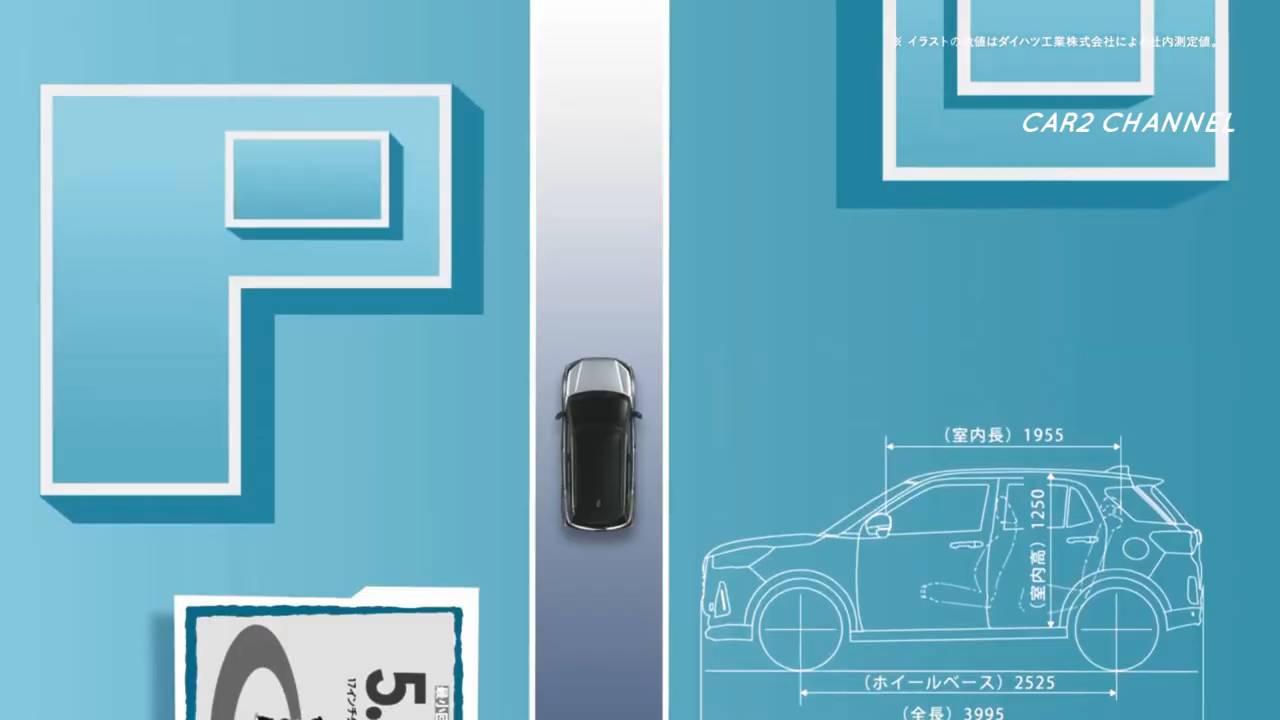 ※ イラストの数値はダイハツ工業株式会社による社内測定値。
CAR2 CHANNEL
(室内長) 1955
(室内高) 1250
(ホイールベース) 2525
(全長) 3995
5.